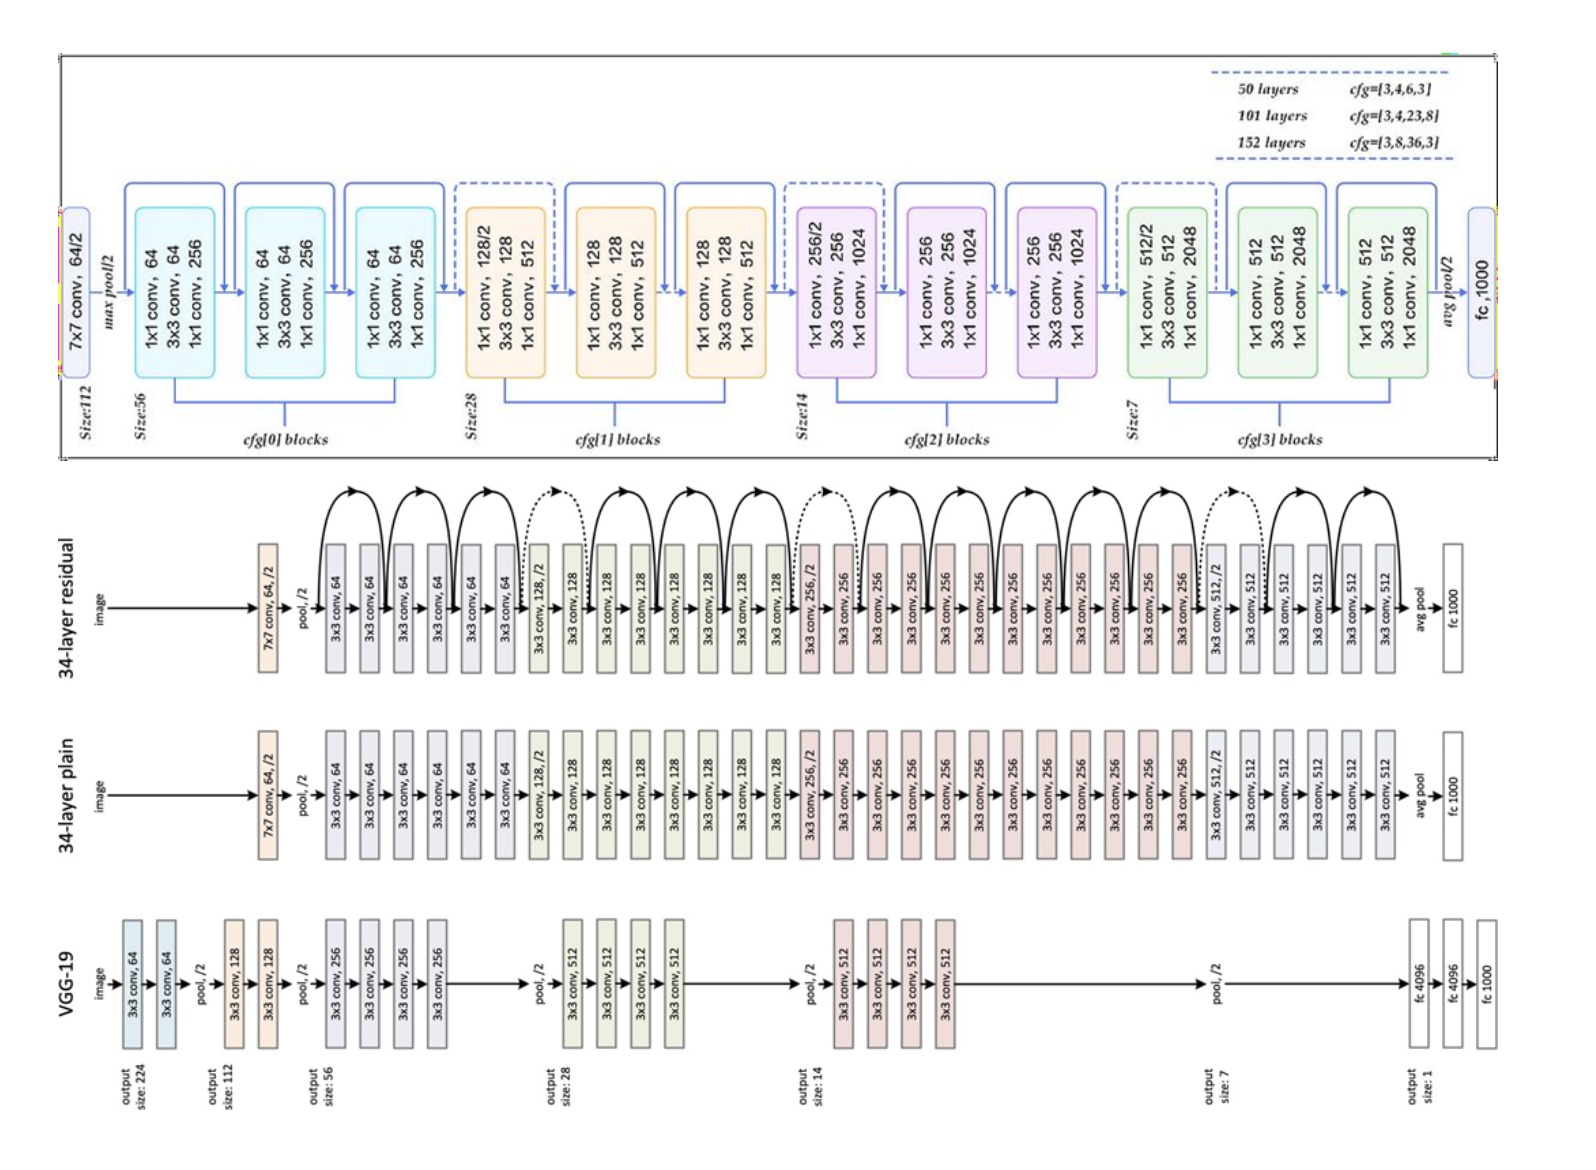 50 layers cfg=[3,4,6,3]
101 layers cfg=[3,4,23,8]
152 layers cfg=[3,8,36,3]
7x7 conv, 64/2
max pool/2
1x1 conv, 64
3x3 conv, 64
1x1 conv, 256
1x1 conv, 64
3x3 conv, 64
1x1 conv, 256
1x1 conv, 64
3x3 conv, 64
1x1 conv, 256
1x1 conv, 128/2
3x3 conv, 128
1x1 conv, 512
1x1 conv, 128
3x3 conv, 128
1x1 conv, 512
1x1 conv, 128
3x3 conv, 128
1x1 conv, 512
1x1 conv, 256/2
3x3 conv, 256
1x1 conv, 1024
1x1 conv, 256
3x3 conv, 256
1x1 conv, 1024
1x1 conv, 256
3x3 conv, 256
1x1 conv, 1024
1x1 conv, 512/2
3x3 conv, 512
1x1 conv, 2048
1x1 conv, 512
3x3 conv, 512
1x1 conv, 2048
1x1 conv, 512
3x3 conv, 512
1x1 conv, 2048
avg pool/2
fc ,1000
Size:112
Size:56
cfg[0] blocks
Size:28
cfg[1] blocks
Size:14
cfg[2] blocks
Size:7
cfg[3] blocks
34-layer residual
image
7x7 conv, 64, /2
pool, /2
3x3 conv, 64
3x3 conv, 64
3x3 conv, 64
3x3 conv, 64
3x3 conv, 64
3x3 conv, 64
3x3 conv, 128, /2
3x3 conv, 128
3x3 conv, 128
3x3 conv, 128
3x3 conv, 128
3x3 conv, 128
3x3 conv, 128
3x3 conv, 128
3x3 conv, 256, /2
3x3 conv, 256
3x3 conv, 256
3x3 conv, 256
3x3 conv, 256
3x3 conv, 256
3x3 conv, 256
3x3 conv, 256
3x3 conv, 256
3x3 conv, 256
3x3 conv, 256
3x3 conv, 256
3x3 conv, 512, /2
3x3 conv, 512
3x3 conv, 512
3x3 conv, 512
3x3 conv, 512
3x3 conv, 512
avg pool
fc 1000
34-layer plain
image
7x7 conv, 64, /2
pool, /2
3x3 conv, 64
3x3 conv, 64
3x3 conv, 64
3x3 conv, 64
3x3 conv, 64
3x3 conv, 64
3x3 conv, 128, /2
3x3 conv, 128
3x3 conv, 128
3x3 conv, 128
3x3 conv, 128
3x3 conv, 128
3x3 conv, 128
3x3 conv, 128
3x3 conv, 256, /2
3x3 conv, 256
3x3 conv, 256
3x3 conv, 256
3x3 conv, 256
3x3 conv, 256
3x3 conv, 256
3x3 conv, 256
3x3 conv, 256
3x3 conv, 256
3x3 conv, 256
3x3 conv, 256
3x3 conv, 512, /2
3x3 conv, 512
3x3 conv, 512
3x3 conv, 512
3x3 conv, 512
3x3 conv, 512
avg pool
fc 1000
VGG-19
image
3x3 conv, 64
3x3 conv, 64
pool, /2
3x3 conv, 128
3x3 conv, 128
pool, /2
3x3 conv, 256
3x3 conv, 256
3x3 conv, 256
3x3 conv, 256
pool, /2
3x3 conv, 512
3x3 conv, 512
3x3 conv, 512
3x3 conv, 512
pool, /2
3x3 conv, 512
3x3 conv, 512
3x3 conv, 512
3x3 conv, 512
pool, /2
fc 4096
fc 4096
fc 1000
output
size: 224
output
size: 112
output
size: 56
output
size: 28
output
size: 14
output
size: 7
output
size: 1